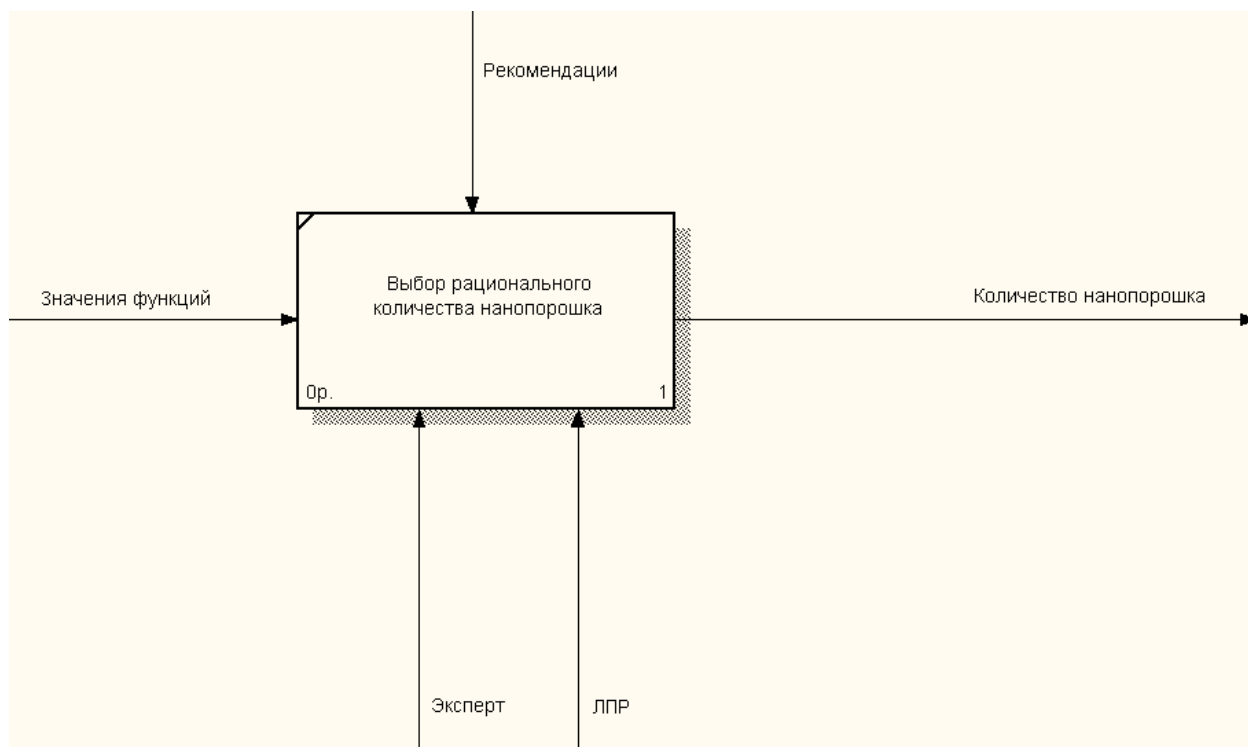 Рекомендации
Выбор рационального
количества нанопорошка
Значения функций
Количество нанопорошка
0р.
1
Эксперт
ЛПР